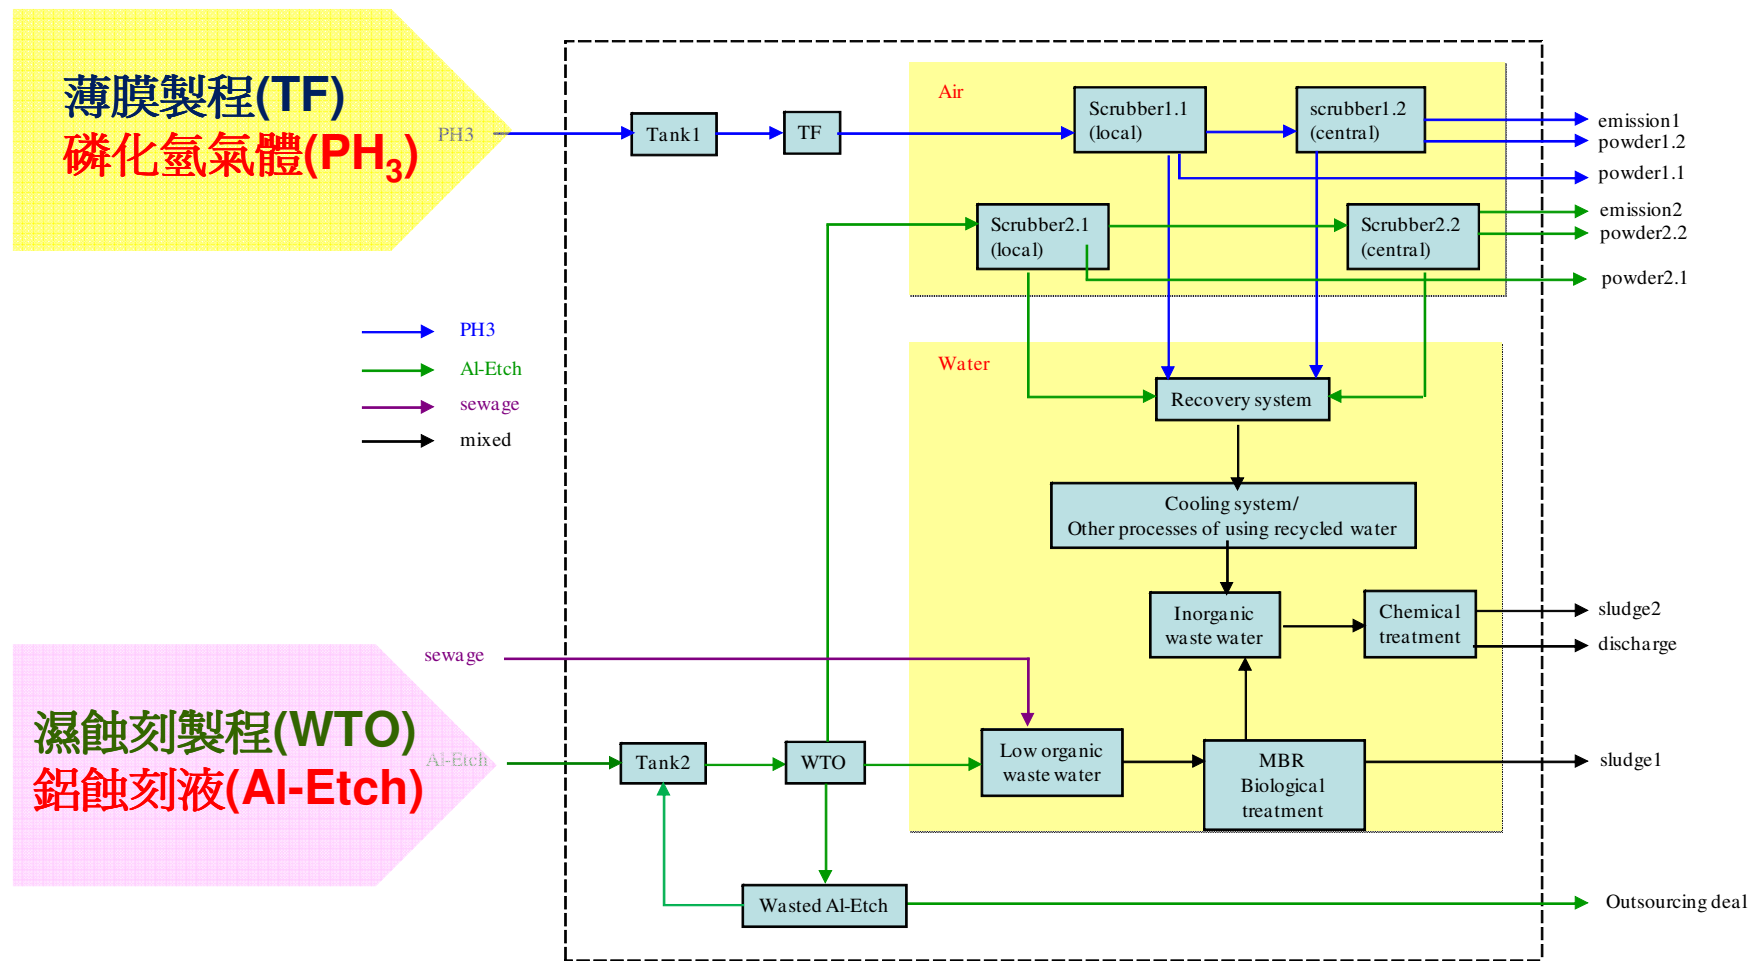 薄膜製程(TF)
磷化氫氣體(PH3)
PH3
Tank1
TF
Air
Scrubber1.1
(local)
scrubber1.2
(central)
emission1
powder1.2
powder1.1
Scrubber2.1
(local)
Scrubber2.2
(central)
emission2
powder2.2
powder2.1
PH3
Al-Etch
sewage
mixed
Water
Recovery system
Cooling system/
Other processes of using recycled water
Inorganic
waste water
Chemical
treatment
sludge2
discharge
sewage
濕蝕刻製程(WTO)
鋁蝕刻液(Al-Etch)
Al-Etch
Tank2
WTO
Low organic
waste water
MBR
Biological
treatment
sludge1
Wasted Al-Etch
Outsourcing deal